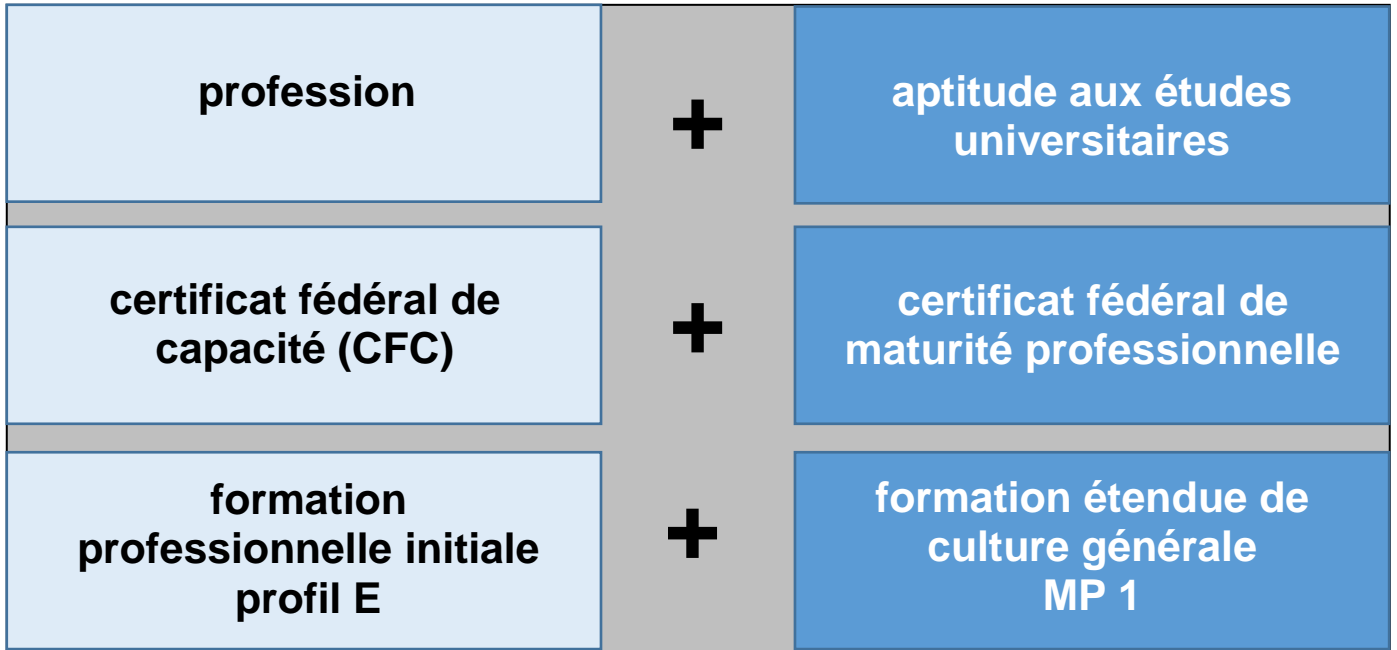 profession
+
aptitude aux études
universitaires
certificat fédéral de
capacité (CFC)
+
certificat fédéral de
maturité professionnelle
formation
professionnelle initiale
profil E
+
formation étendue de
culture générale
MP 1